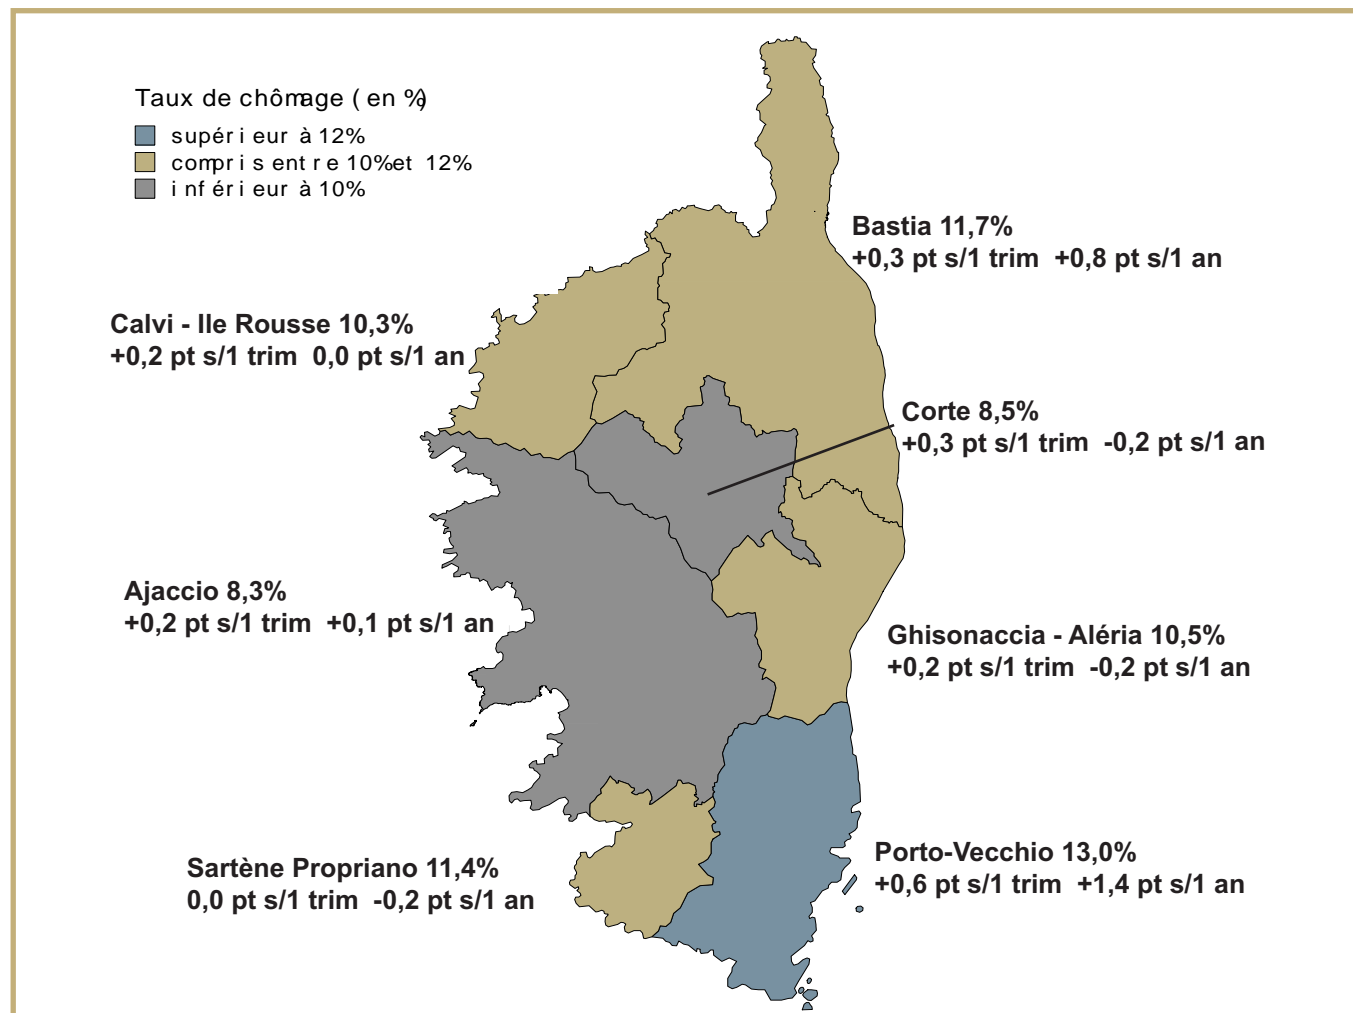 Taux de chômage (en %)
supérieur à 12%
compris entre 10% et 12%
inférieur à 10%
Bastia 11,7%
+0,3 pt s/1 trim +0,8 pt s/1 an
Calvi - Ile Rousse 10,3%
+0,2 pt s/1 trim 0,0 pt s/1 an
Corte 8,5%
+0,3 pt s/1 trim -0,2 pt s/1 an
Ajaccio 8,3%
+0,2 pt s/1 trim +0,1 pt s/1 an
Ghisonaccia - Aléria 10,5%
+0,2 pt s/1 trim -0,2 pt s/1 an
Sartène Propriano 11,4%
0,0 pt s/1 trim -0,2 pt s/1 an
Porto-Vecchio 13,0%
+0,6 pt s/1 trim +1,4 pt s/1 an